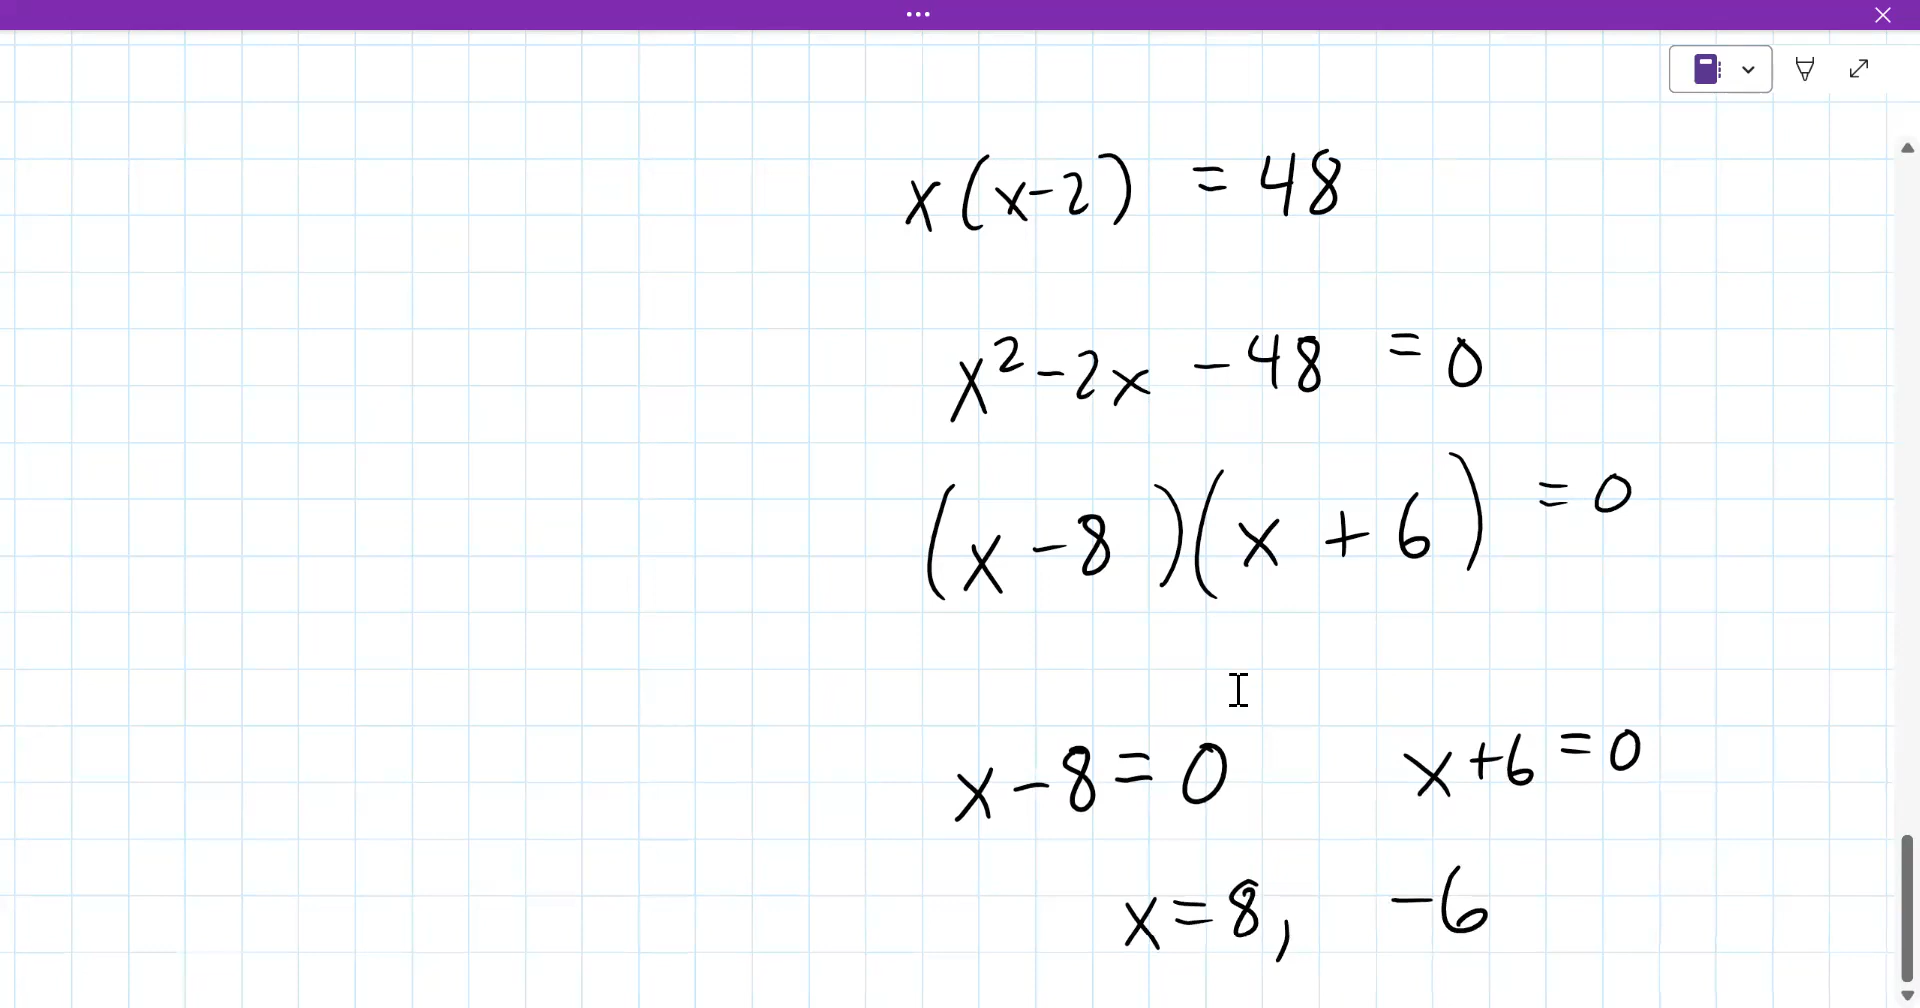 x(x-2) = 48
x² - 2x - 48 = 0
(x - 8)(x + 6) = 0
x - 8 = 0 x + 6 = 0
x = 8, -6